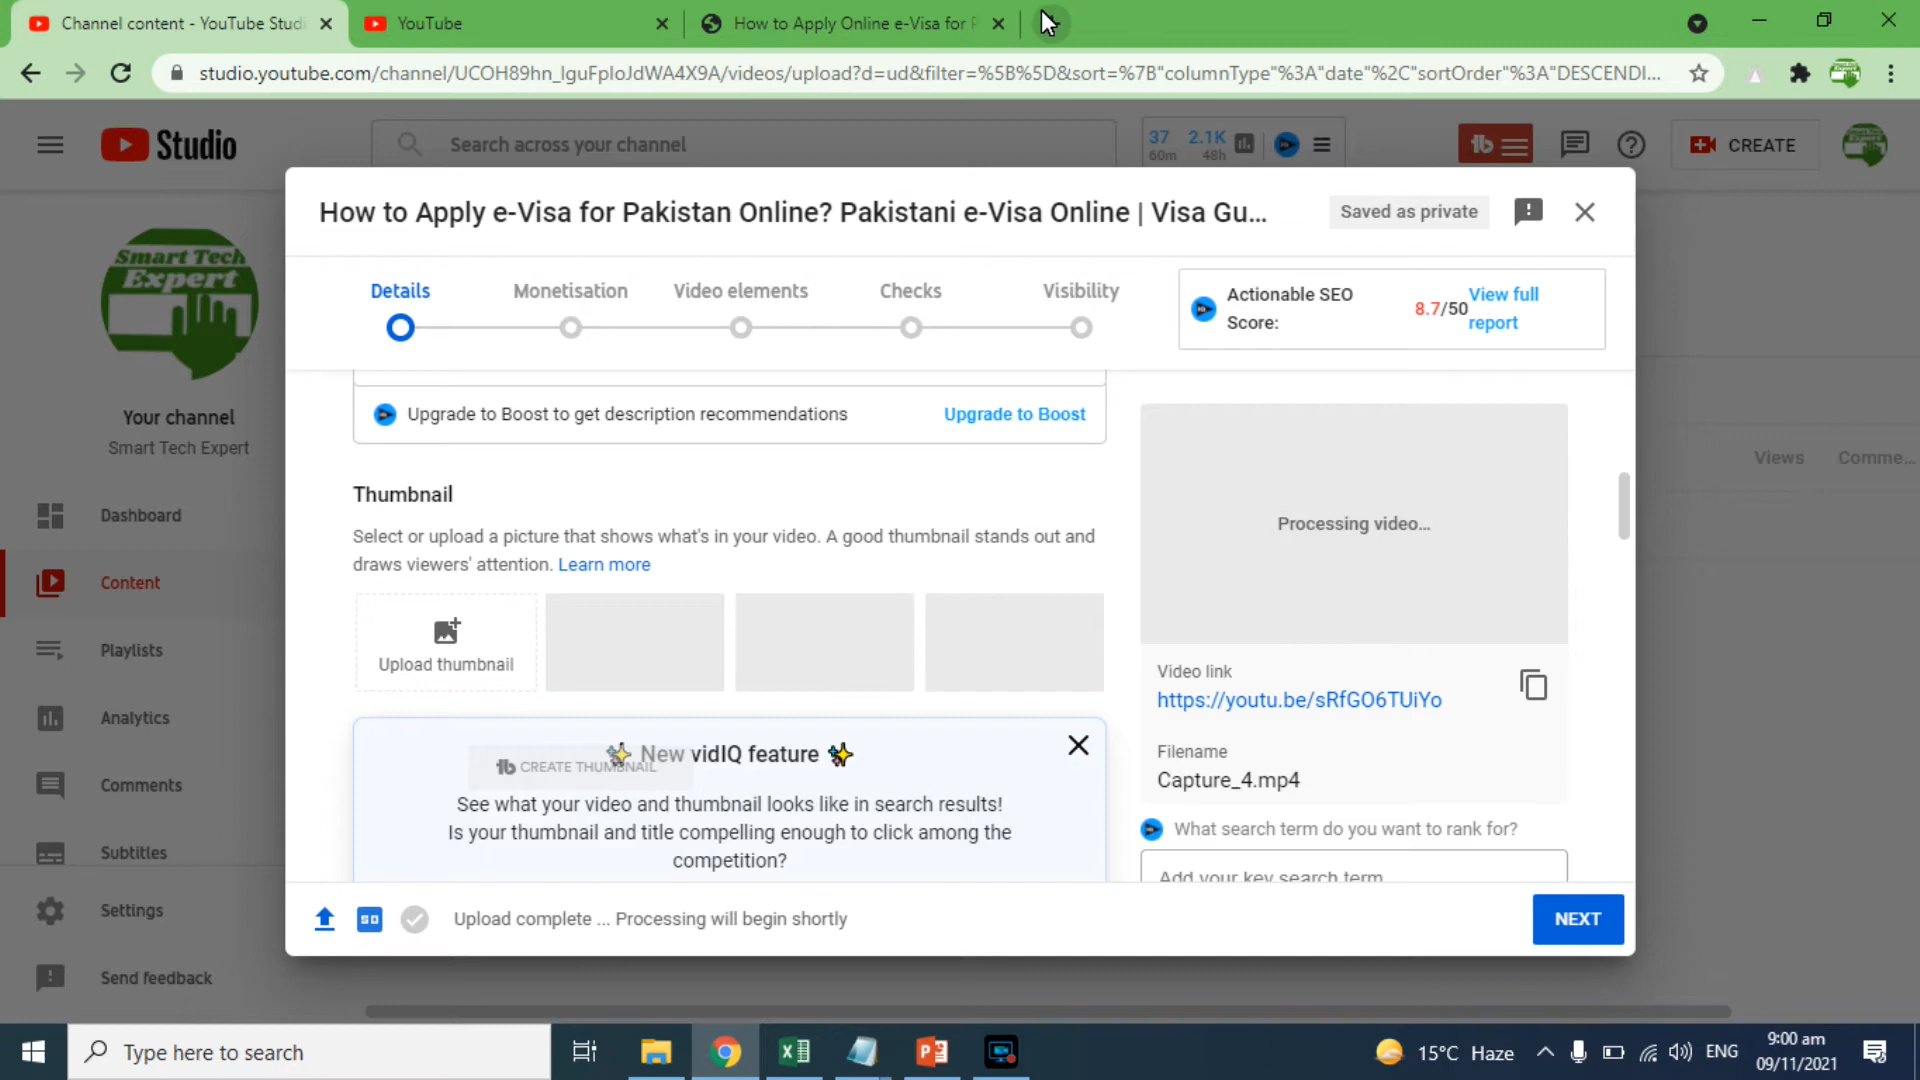 Channel content - YouTube Studi
YouTube
How to Apply Online e-Visa for P
studio.youtube.com/channel/UCOH89hn_IguFpIoJdWA4X9A/videos/upload?d=ud&filter=%5B%5D&sort=%7B"columnType"%3A"date"%2C"sortOrder"%3A"DESCENDI...
Studio
Search across your channel
37 2.1K
60m 48h
CREATE
How to Apply e-Visa for Pakistan Online? Pakistani e-Visa Online | Visa Gu...
Saved as private
Details
Monetisation
Video elements
Checks
Visibility
Actionable SEO Score:
8.7/50
View full report
Smart Tech
Expert
Your channel
Smart Tech Expert
Dashboard
Content
Playlists
Analytics
Comments
Subtitles
Settings
Send feedback
Views
Comme...
Upgrade to Boost to get description recommendations
Upgrade to Boost
Thumbnail
Select or upload a picture that shows what's in your video. A good thumbnail stands out and
draws viewers' attention. Learn more
Upload thumbnail
✨ New vidIQ feature ✨
CREATE THUMBNAIL
See what your video and thumbnail looks like in search results!
Is your thumbnail and title compelling enough to click among the
competition?
Processing video...
Video link
https://youtu.be/sRfGO6TUiYo
Filename
Capture_4.mp4
What search term do you want to rank for?
Add your key search term
SD
Upload complete ... Processing will begin shortly
NEXT
Type here to search
15°C Haze
ENG
9:00 am
09/11/2021